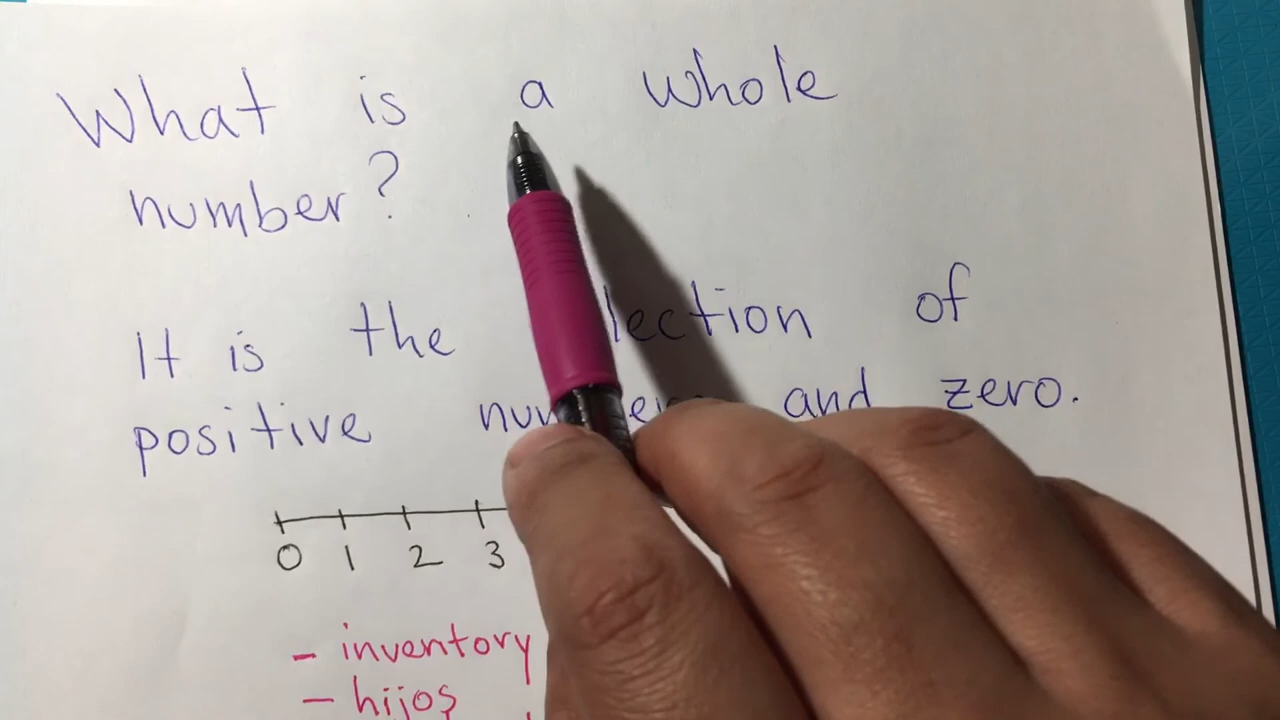 What is a whole
number?
It is the lection of
positive and zero.
0 1 2 3
- inventory
- hijos